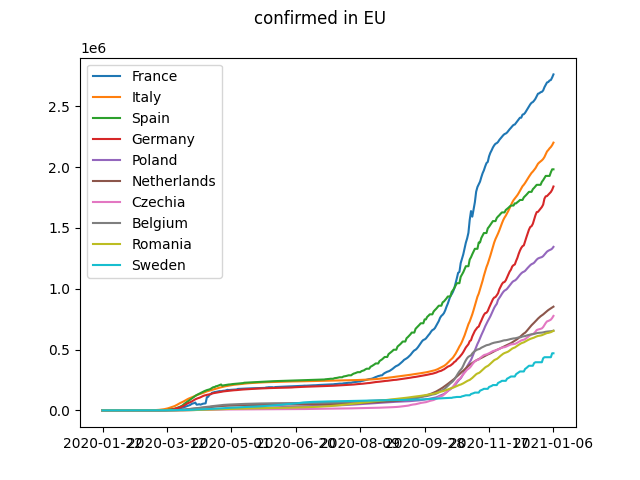 confirmed in EU
1e6
France
Italy
Spain
Germany
Poland
Netherlands
Czechia
Belgium
Romania
Sweden
2.5
2.0
1.5
1.0
0.5
0.0
2020-01-22 2020-03-12 2020-05-01 2020-06-20 2020-08-09 2020-09-28 2020-11-17 2021-01-06